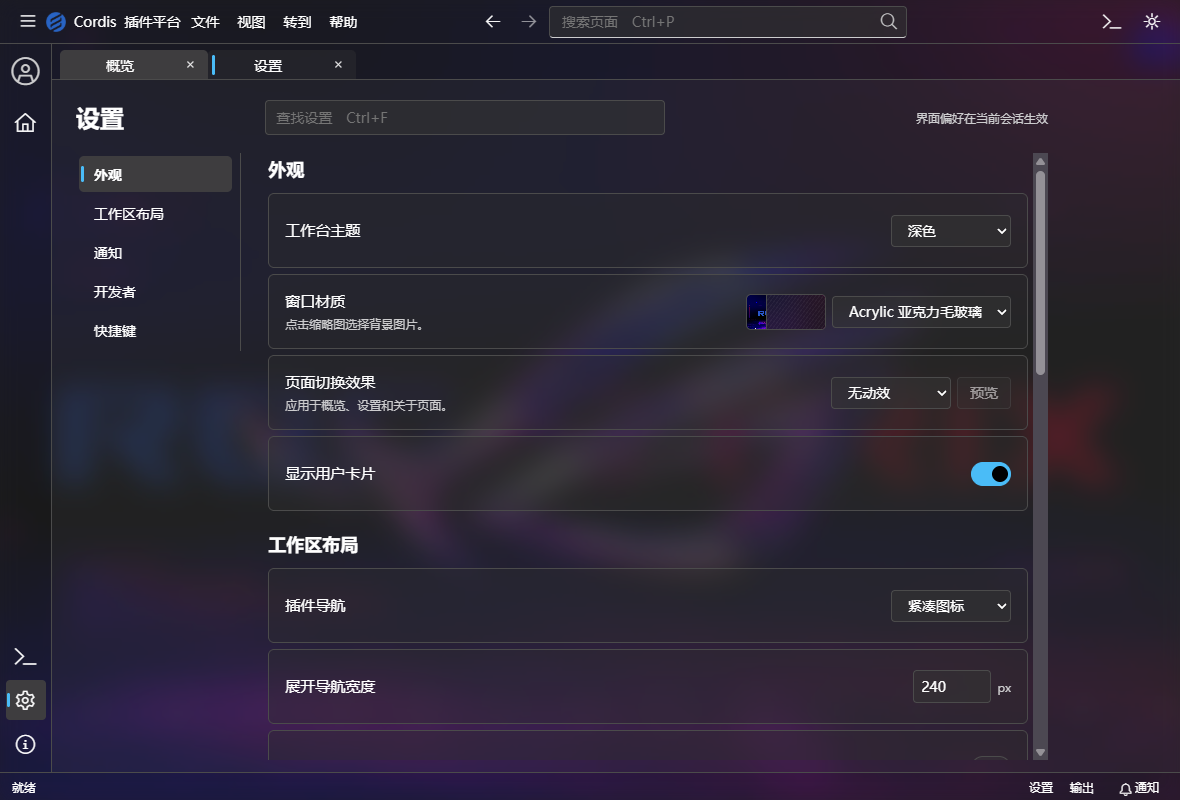 Cordis 插件平台 文件 视图 转到 帮助 搜索页面 Ctrl+P
概览 × 设置 ×
设置 查找设置 Ctrl+F 界面偏好在当前会话生效
外观
工作区布局
通知
开发者
快捷键
外观
工作台主题 深色
窗口材质 Acrylic 亚克力毛玻璃
点击缩略图选择背景图片。
页面切换效果 无动效 预览
应用于概览、设置和关于页面。
显示用户卡片
工作区布局
插件导航 紧凑图标
展开导航宽度 240 px
就绪 设置 输出 通知